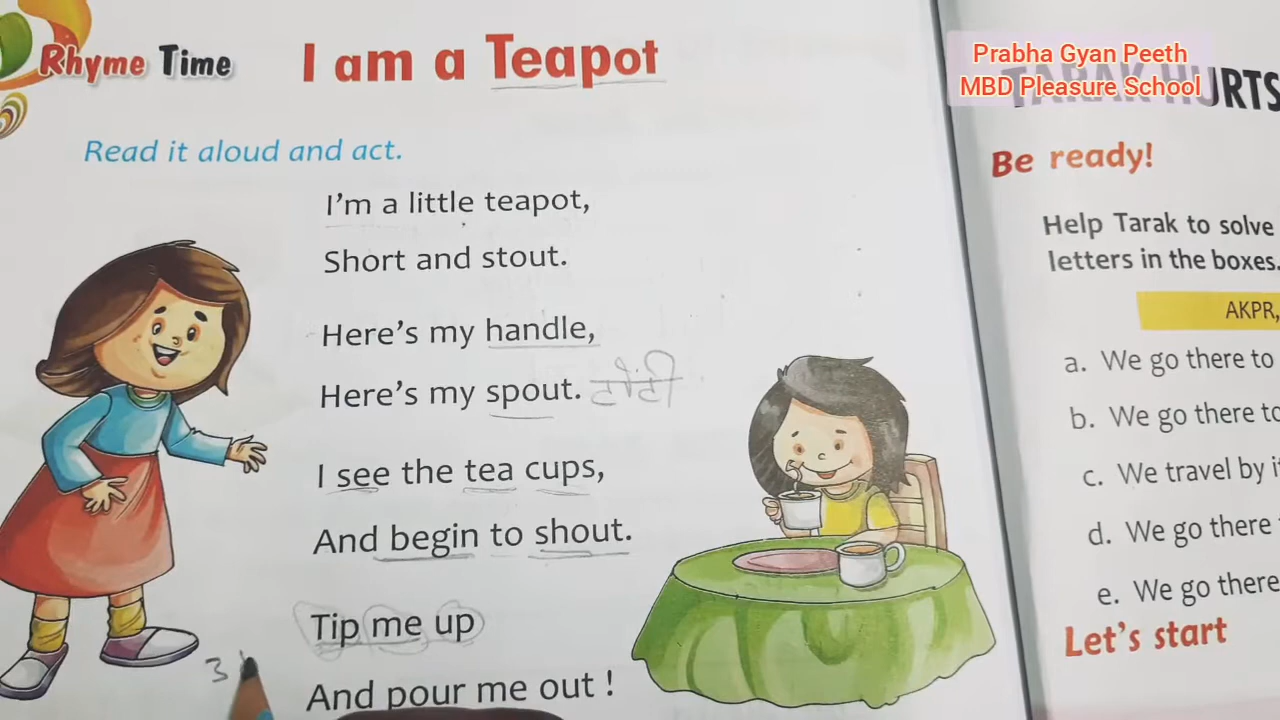 Rhyme Time
I am a Teapot
Read it aloud and act.
I'm a little teapot,
Short and stout.
Here's my handle,
Here's my spout. टोंटी
I see the tea cups,
And begin to shout.
Tip me up
And pour me out !
Prabha Gyan Peeth
MBD Pleasure School
TARAK HURTS
Be ready!
Help Tarak to solve
letters in the boxes.
AKPR,
a. We go there to
b. We go there to
c. We travel by
d. We go there
e. We go there
Let's start